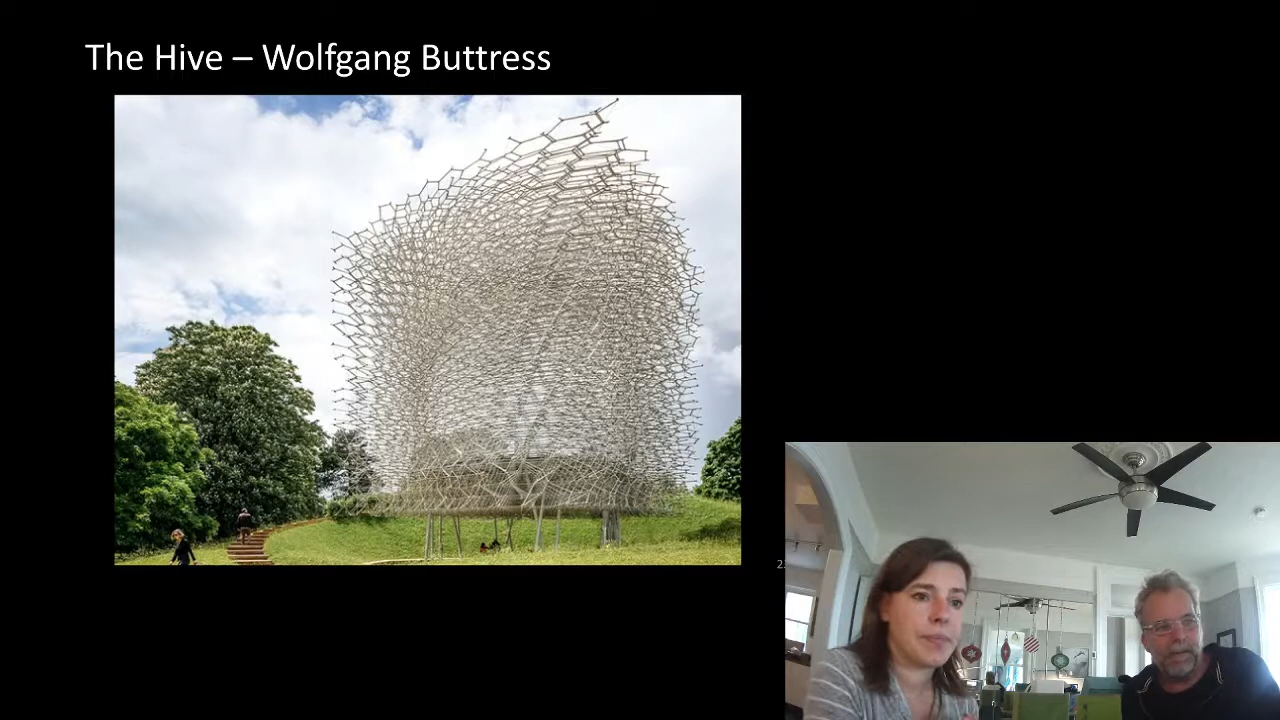 The Hive – Wolfgang Buttress